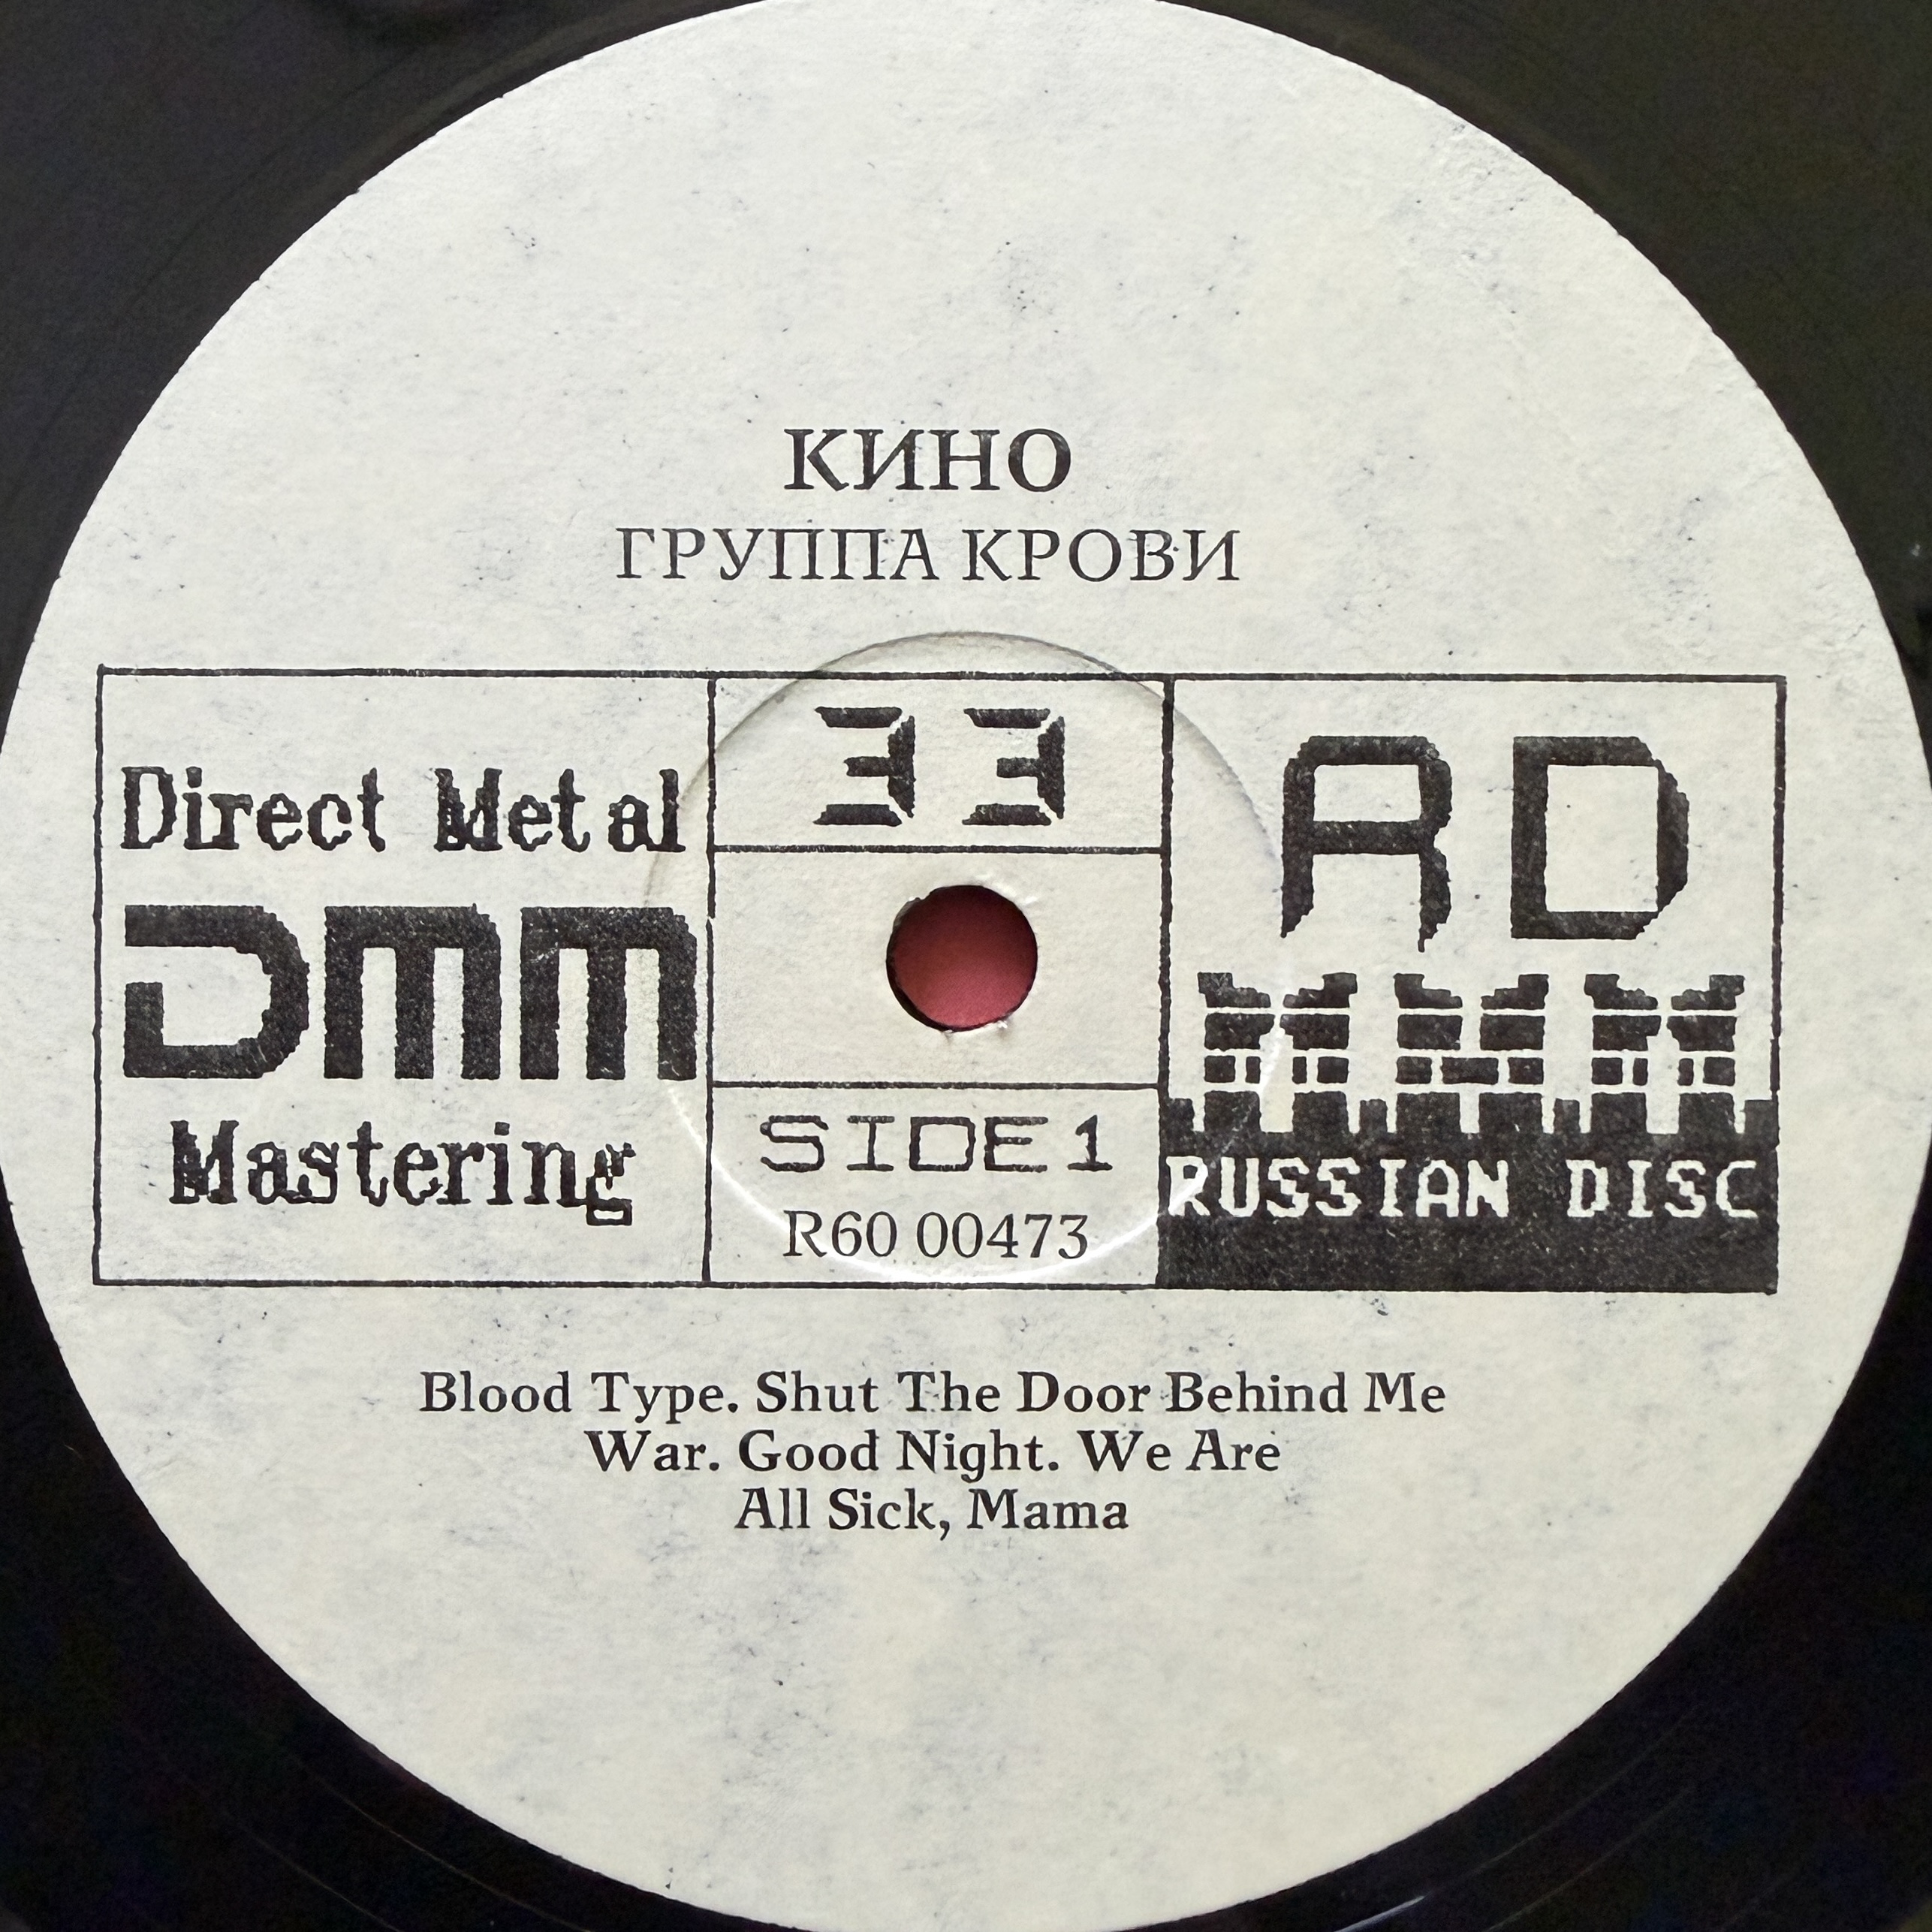 КИНО
ГРУППА КРОВИ
Direct Metal
DMM
Mastering
33
SIDE 1
R60 00473
RD
RUSSIAN DISC
Blood Type. Shut The Door Behind Me
War. Good Night. We Are
All Sick, Mama